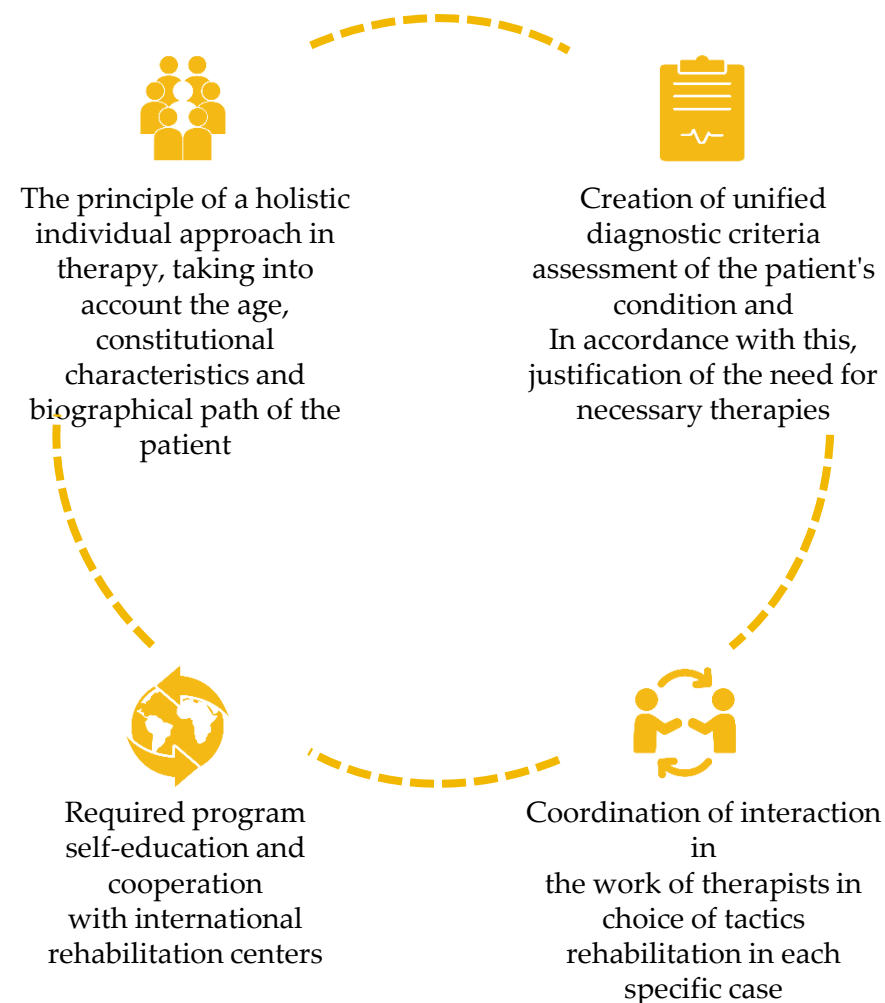 The principle of a holistic
individual approach in
therapy, taking into
account the age,
constitutional
characteristics and
biographical path of the
patient
Creation of unified
diagnostic criteria
assessment of the patient's
condition and
In accordance with this,
justification of the need for
necessary therapies
Required program
self-education and
cooperation
with international
rehabilitation centers
Coordination of interaction
in
the work of therapists in
choice of tactics
rehabilitation in each
specific case